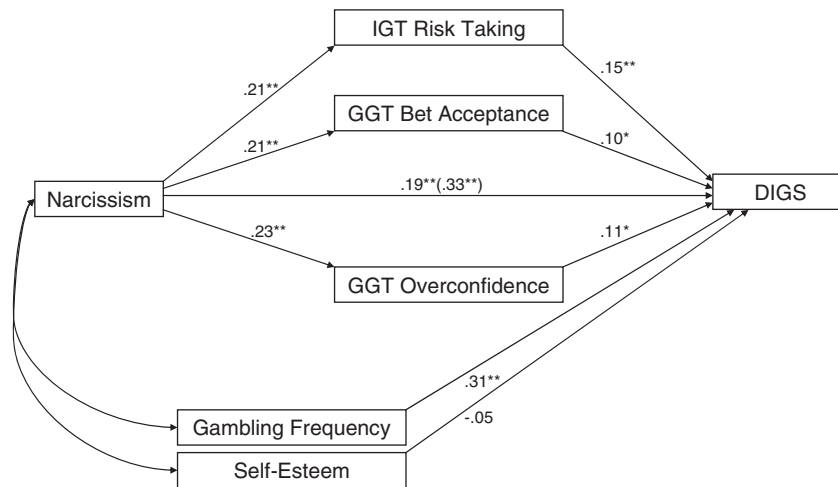 IGT Risk Taking
.21**
.15**
GGT Bet Acceptance
.21**
.10*
Narcissism
.19**(.33**)
DIGS
.23**
.11*
GGT Overconfidence
.31**
Gambling Frequency
-.05
Self-Esteem